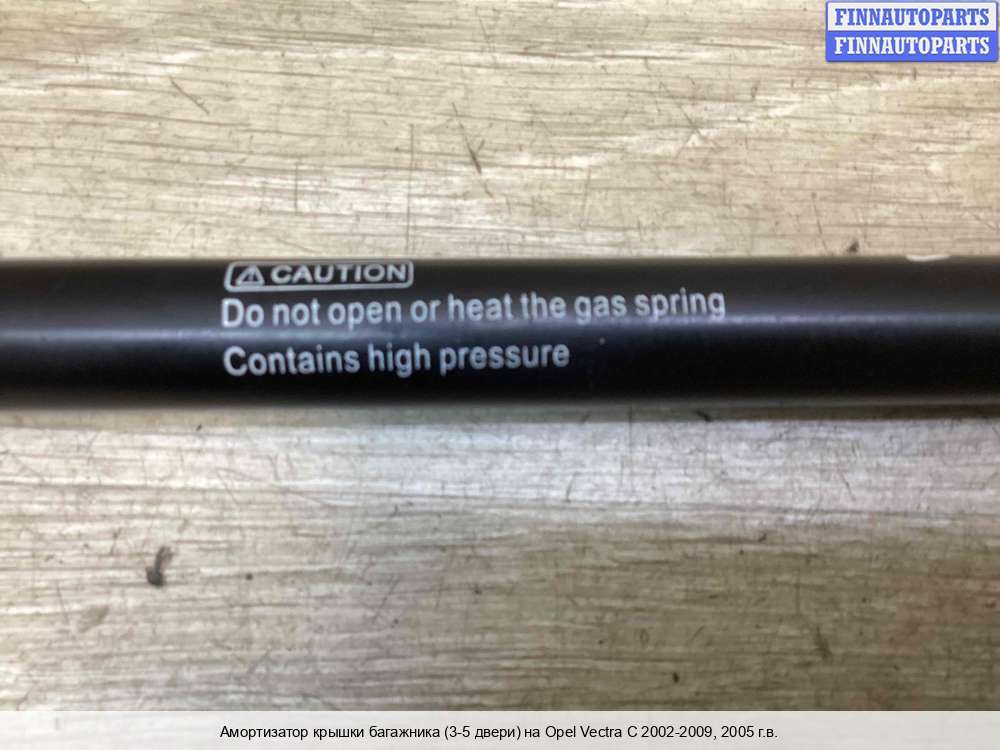 FINNAUTOPARTS
FINNAUTOPARTS
CAUTION
Do not open or heat the gas spring
Contains high pressure
Амортизатор крышки багажника (3-5 двери) на Opel Vectra C 2002-2009, 2005 г.в.